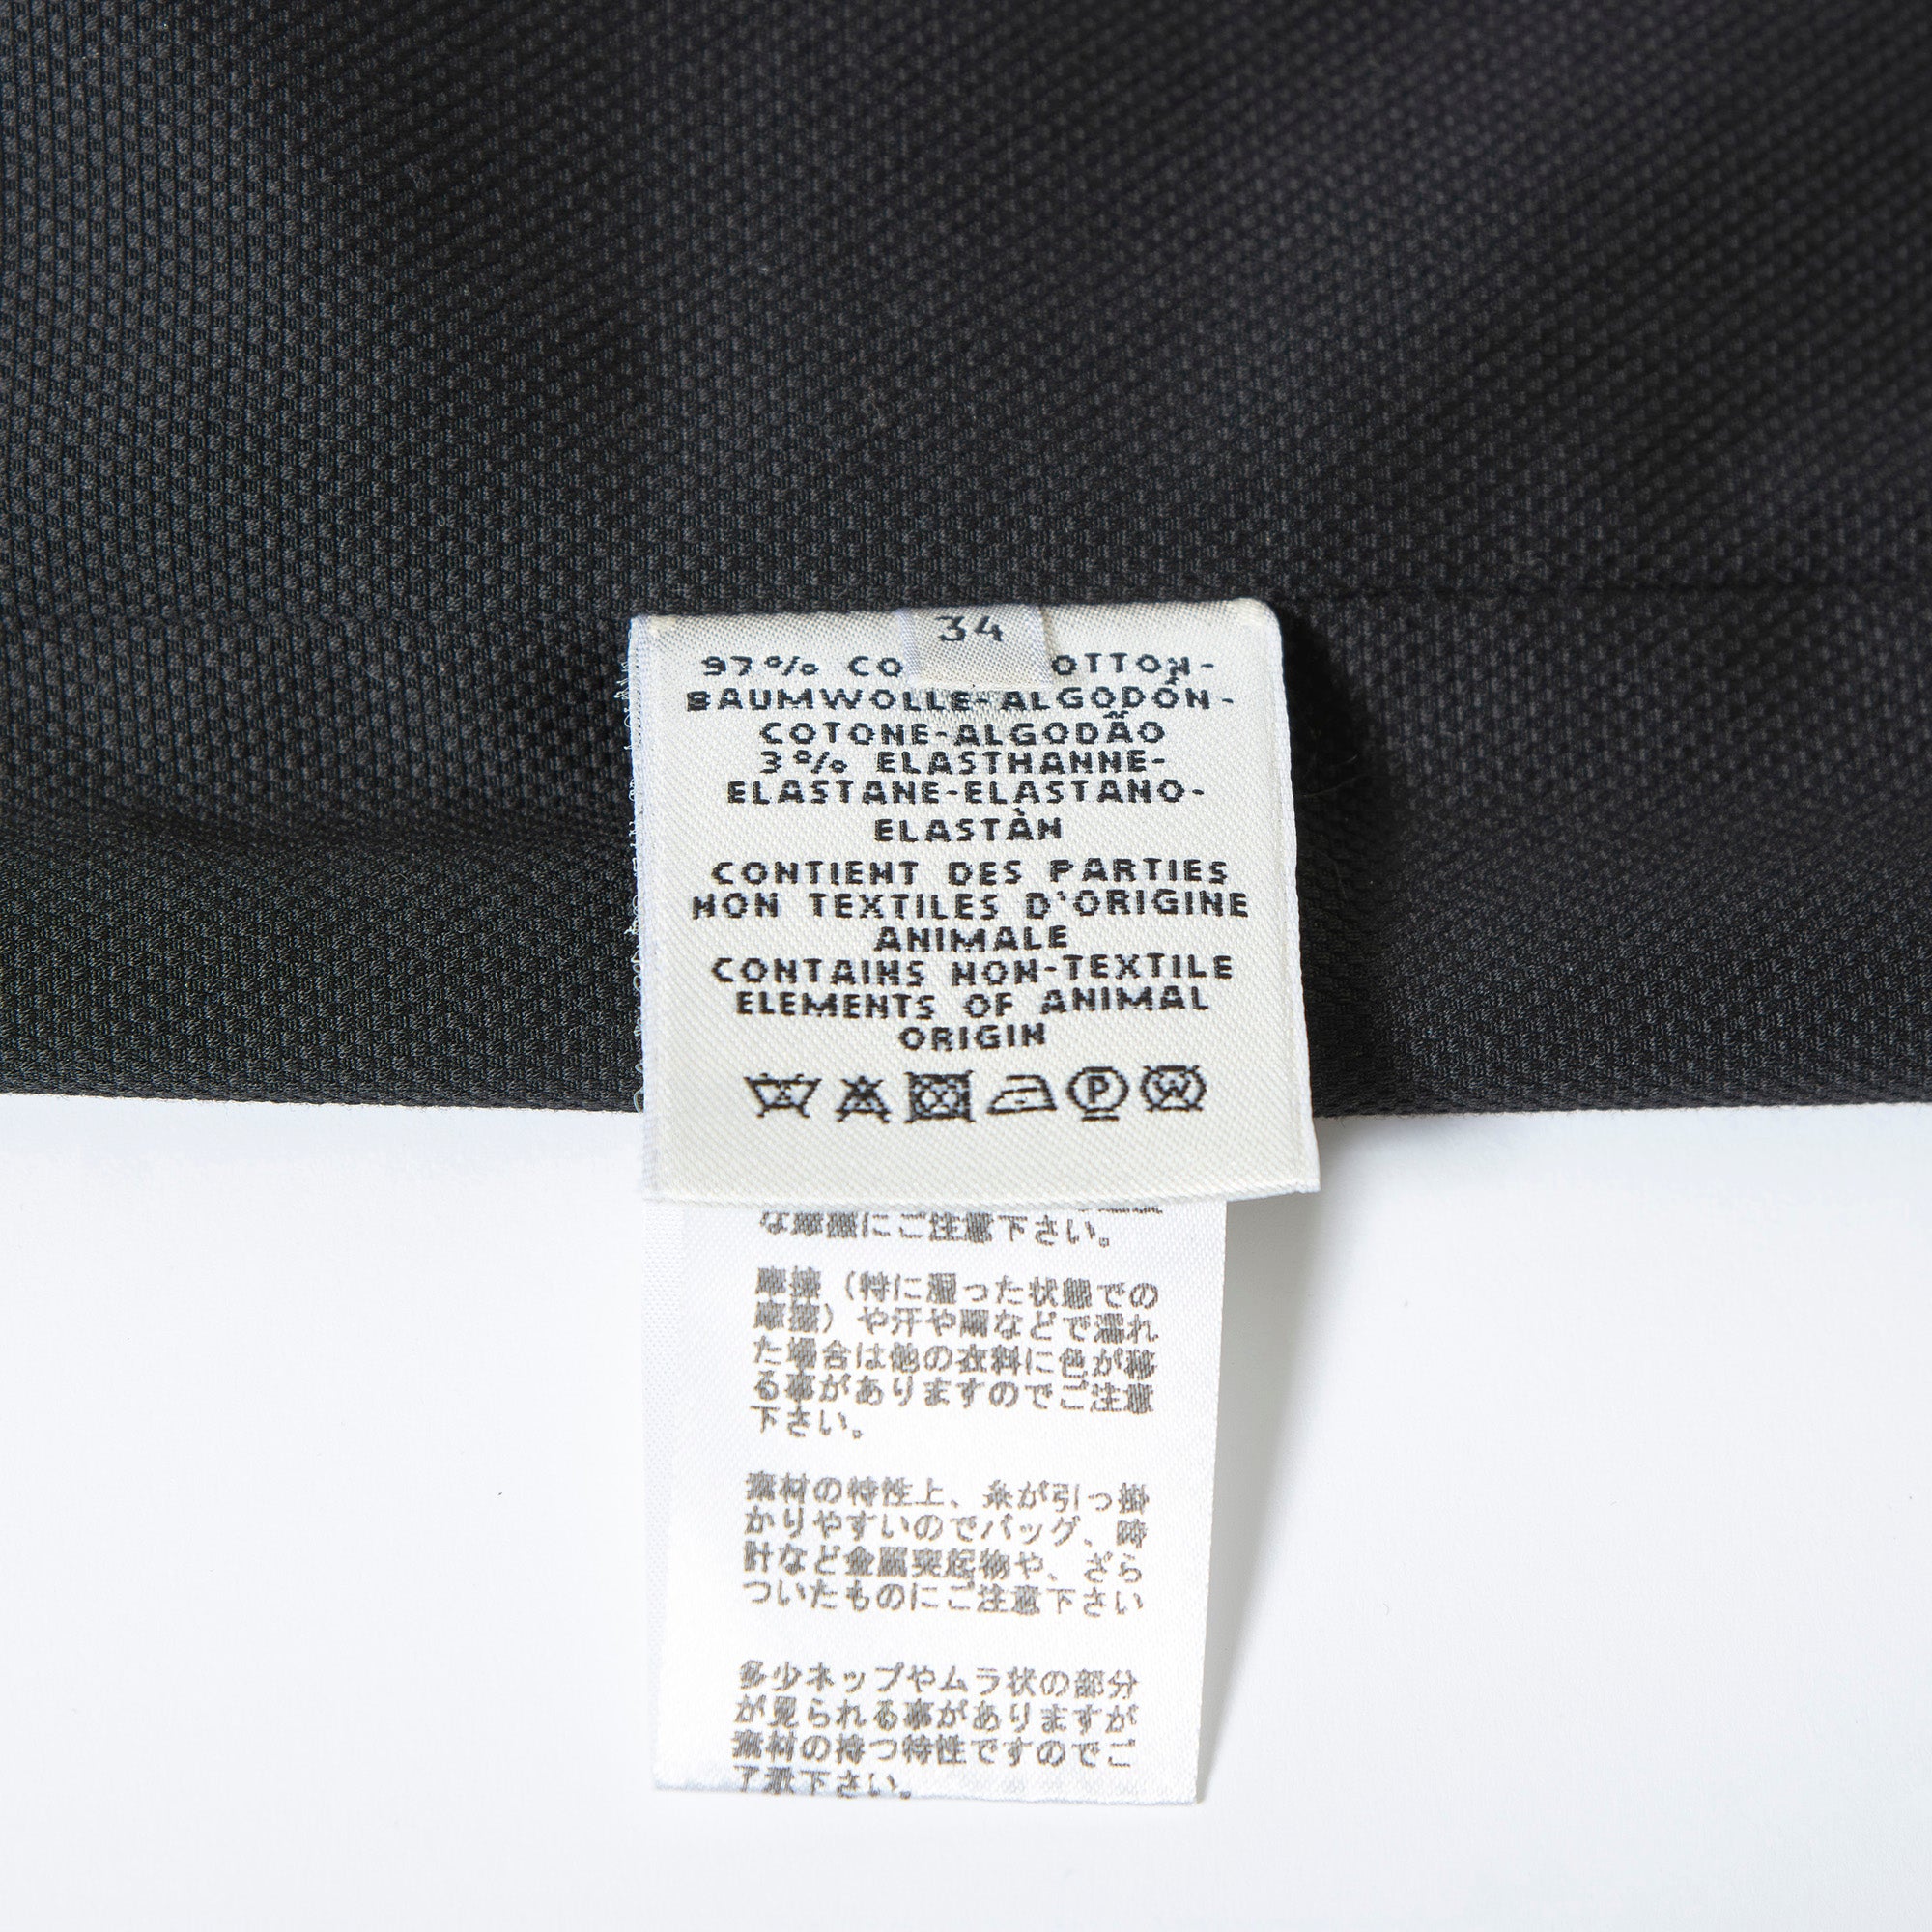 34
97% CO OTTON-
BAUMWOLLE-ALGODÓN-
COTONE-ALGODÃO
3% ELASTHANNE-
ELASTANE-ELASTANO-
ELASTÀN
CONTIENT DES PARTIES
NON TEXTILES D'ORIGINE
ANIMALE
CONTAINS NON-TEXTILE
ELEMENTS OF ANIMAL
ORIGIN
P W
な摩擦にご注意下さい。
摩擦（特に湿った状態での
摩擦）や汗や雨などで濡れ
た場合は他の衣料に色が移
る事がありますのでご注意
下さい。
素材の特性上、糸が引っ掛
かりやすいのでバッグ、時
計など金属突起物や、ざら
ついたものにご注意下さい
多少ネップやムラ状の部分
が見られる事がありますが
素材の持つ特性ですのでご
了承下さい。